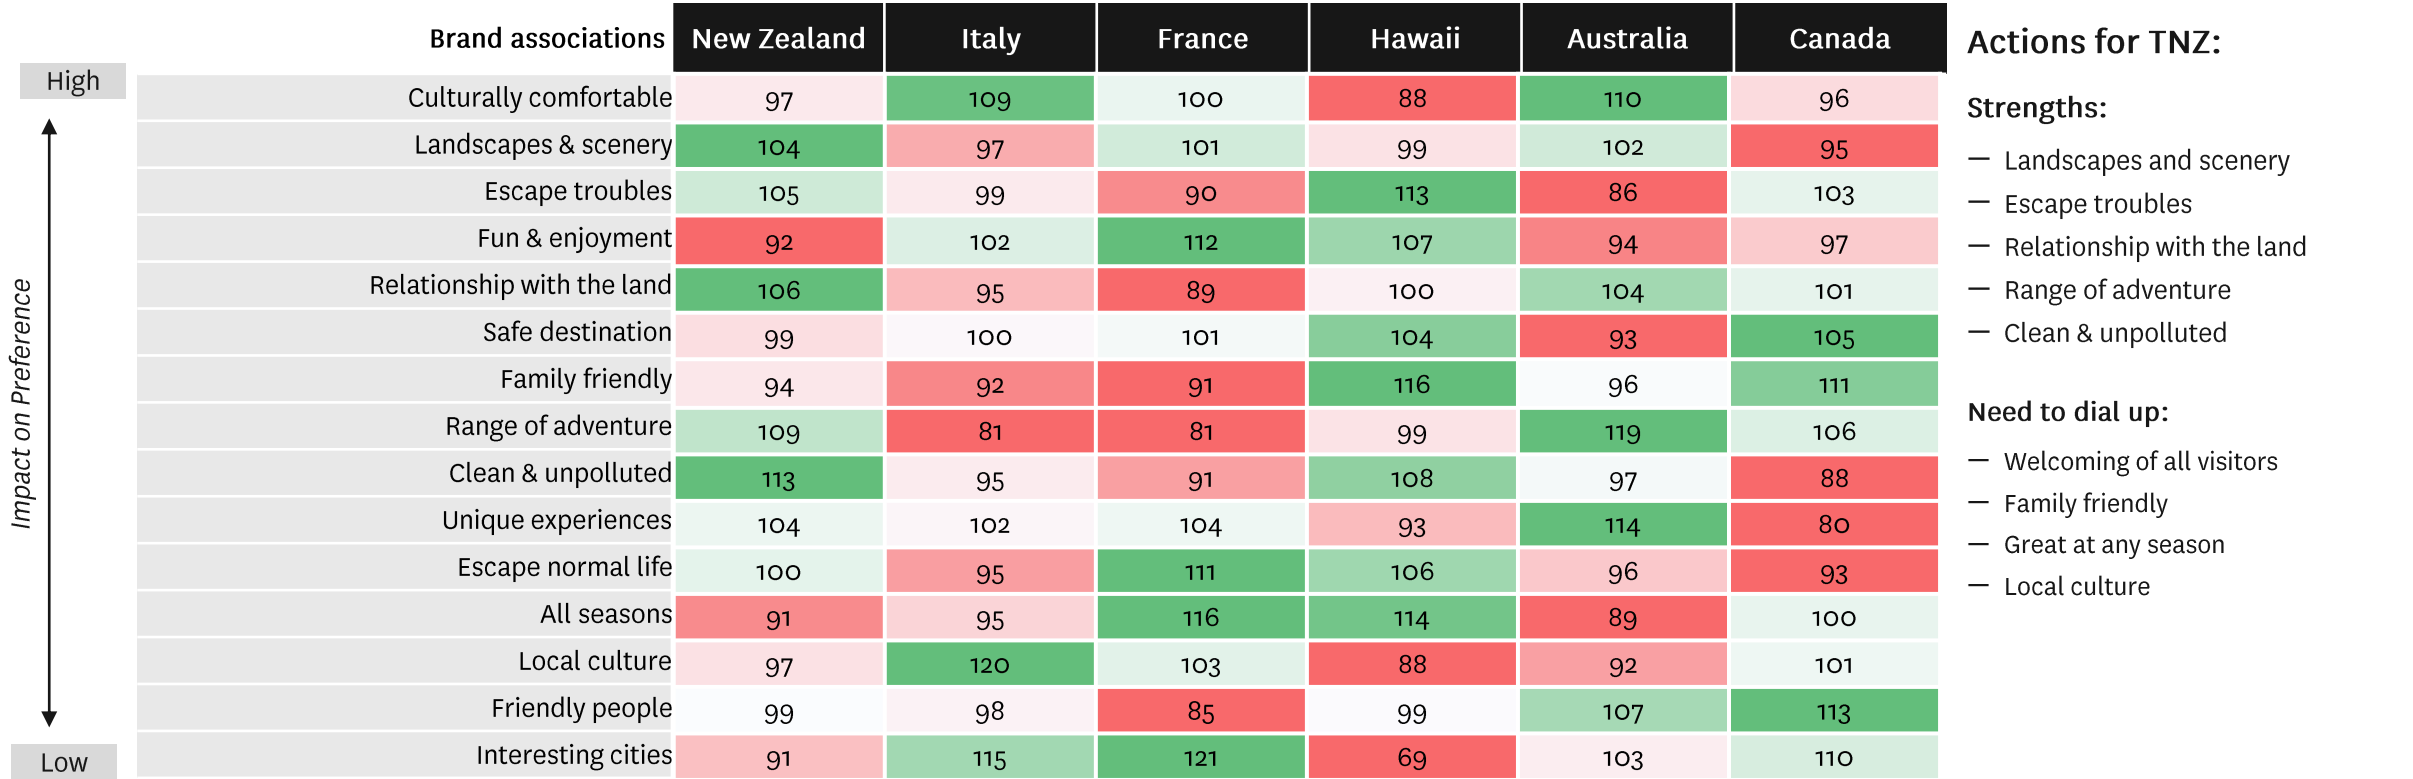 Brand associations New Zealand Italy France Hawaii Australia Canada
High
Culturally comfortable 97 109 100 88 110 96
Landscapes & scenery 104 97 101 99 102 95
Escape troubles 105 99 90 113 86 103
Fun & enjoyment 92 102 112 107 94 97
Relationship with the land 106 95 89 100 104 101
Safe destination 99 100 101 104 93 105
Family friendly 94 92 91 116 96 111
Range of adventure 109 81 81 99 119 106
Clean & unpolluted 113 95 91 108 97 88
Unique experiences 104 102 104 93 114 80
Escape normal life 100 95 111 106 96 93
All seasons 91 95 116 114 89 100
Local culture 97 120 103 88 92 101
Friendly people 99 98 85 99 107 113
Interesting cities 91 115 121 69 103 110
Low
Impact on Preference
Actions for TNZ:
Strengths:
— Landscapes and scenery
— Escape troubles
— Relationship with the land
— Range of adventure
— Clean & unpolluted
Need to dial up:
— Welcoming of all visitors
— Family friendly
— Great at any season
— Local culture